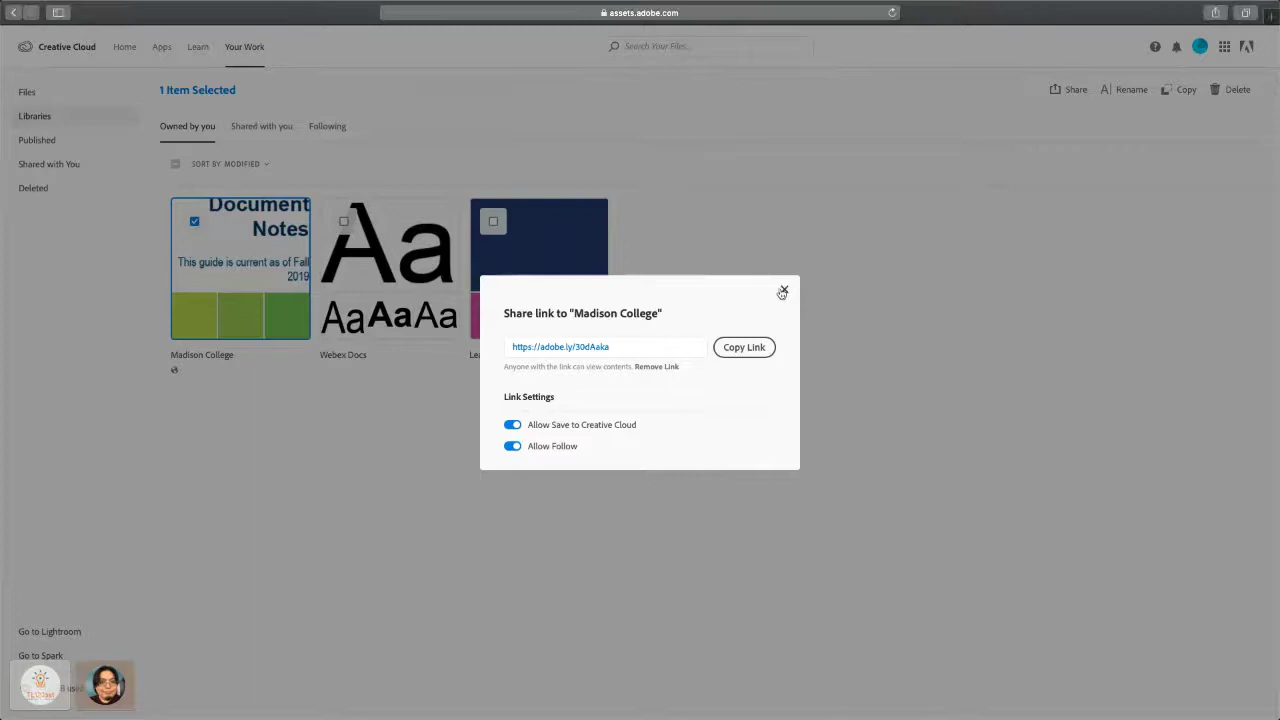 assets.adobe.com
Creative Cloud
Home
Apps
Learn
Your Work
Search Your Files...
Files
Libraries
Published
Shared with You
Deleted
1 Item Selected
Share
Rename
Copy
Delete
Owned by you
Shared with you
Following
SORT BY MODIFIED
Document
Notes
This guide is current as of Fall
2019
Aa
AaAaAa
Madison College
Webex Docs
Share link to "Madison College"
https://adobe.ly/30dAaka
Copy Link
Anyone with the link can view contents. Remove Link
Link Settings
Allow Save to Creative Cloud
Allow Follow
Go to Lightroom
Go to Spark